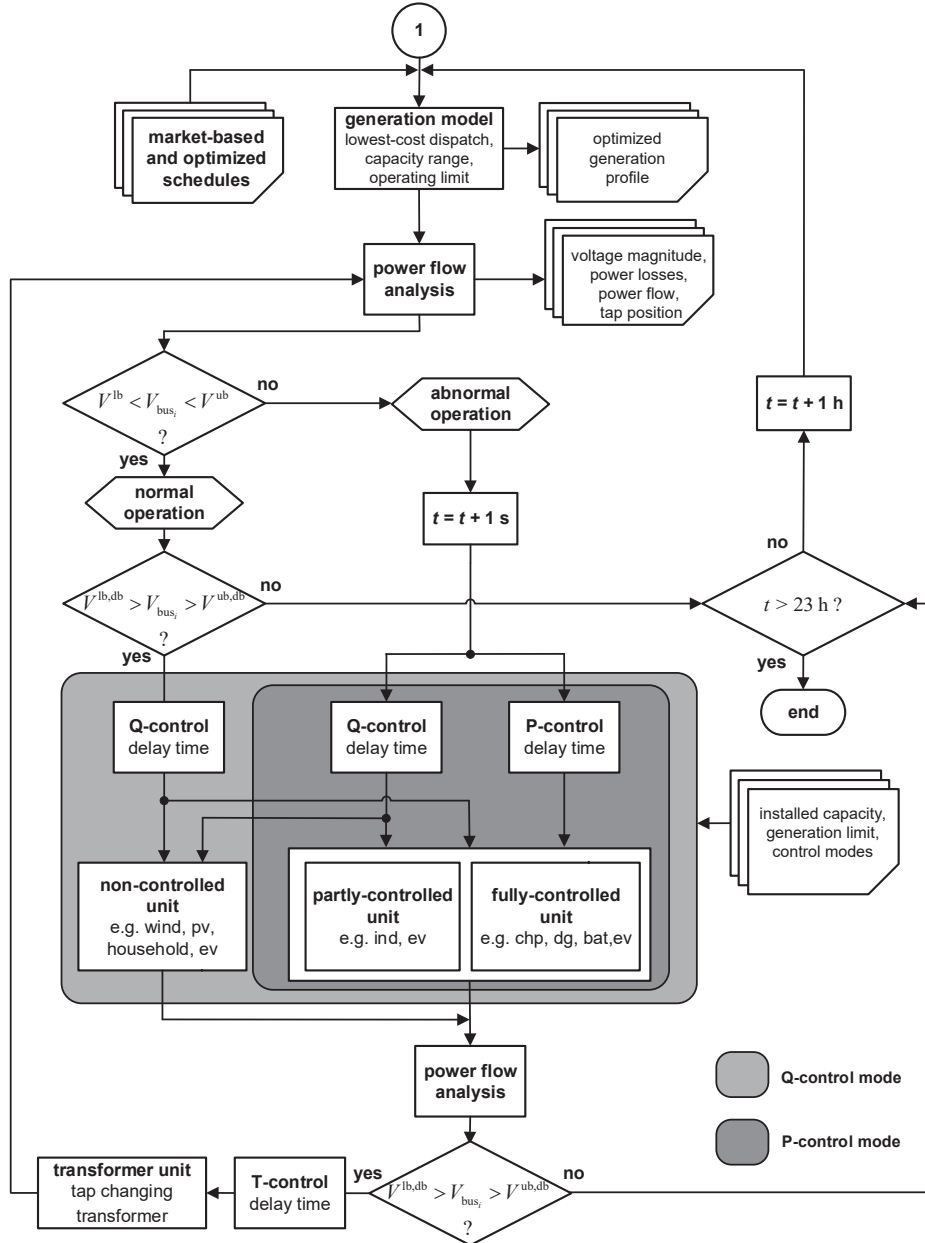 1
market-based
and optimized
schedules
generation model
lowest-cost dispatch,
capacity range,
operating limit
optimized
generation
profile
power flow
analysis
voltage magnitude,
power losses,
power flow,
tap position
V^lb < V_bus_i < V^ub
?
no
yes
abnormal
operation
t = t + 1 h
normal
operation
t = t + 1 s
no
V^lb,db > V_bus_i > V^ub,db
?
no
yes
t > 23 h ?
yes
end
Q-control
delay time
Q-control
delay time
P-control
delay time
installed capacity,
generation limit,
control modes
non-controlled
unit
e.g. wind, pv,
household, ev
partly-controlled
unit
e.g. ind, ev
fully-controlled
unit
e.g. chp, dg, bat,ev
power flow
analysis
Q-control mode
P-control mode
transformer unit
tap changing
transformer
T-control
delay time
yes
V^lb,db > V_bus_i > V^ub,db
?
no